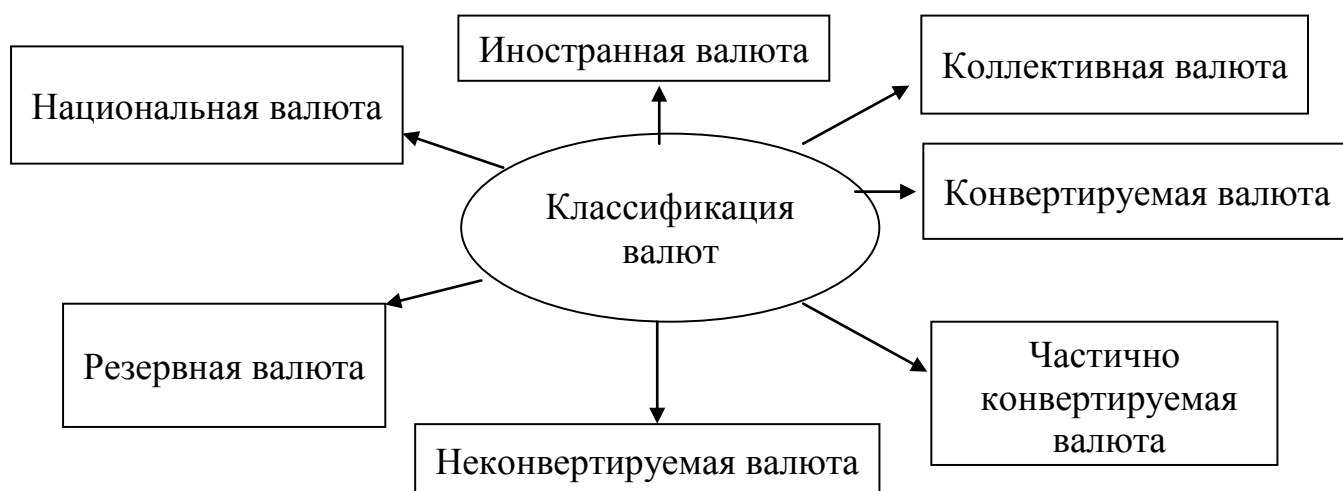 Иностранная валюта
Коллективная валюта
Национальная валюта
Конвертируемая валюта
Классификация
валют
Резервная валюта
Частично
конвертируемая
валюта
Неконвертируемая валюта